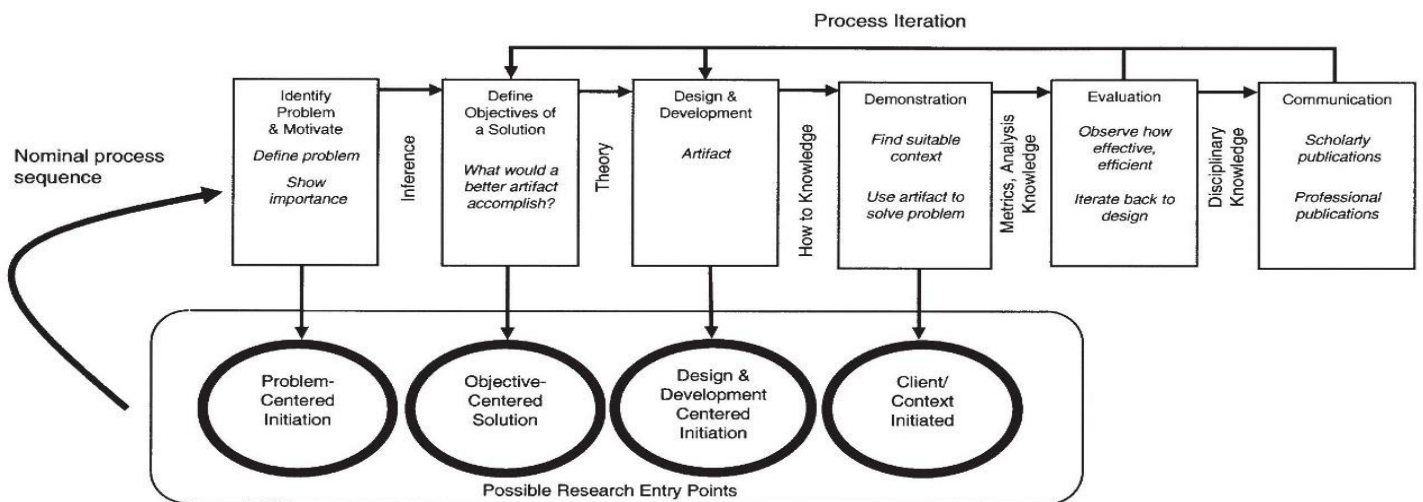 Process Iteration
Nominal process
sequence
Identify
Problem
& Motivate
Define problem
Show
importance
Inference
Define
Objectives of
a Solution
What would a
better artifact
accomplish?
Theory
Design &
Development
Artifact
How to Knowledge
Demonstration
Find suitable
context
Use artifact to
solve problem
Metrics, Analysis
Knowledge
Evaluation
Observe how
effective,
efficient
Iterate back to
design
Disciplinary
Knowledge
Communication
Scholarly
publications
Professional
publications
Problem-
Centered
Initiation
Objective-
Centered
Solution
Design &
Development
Centered
Initiation
Client/
Context
Initiated
Possible Research Entry Points